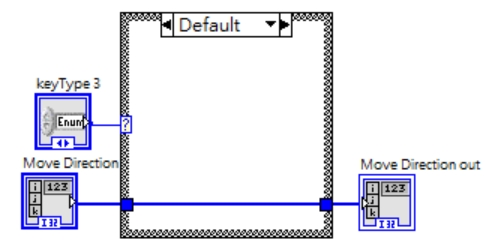 Default
keyType 3
Enum
?
Move Direction
i 123
j
k
I32
Move Direction out
i 123
j
k
I32